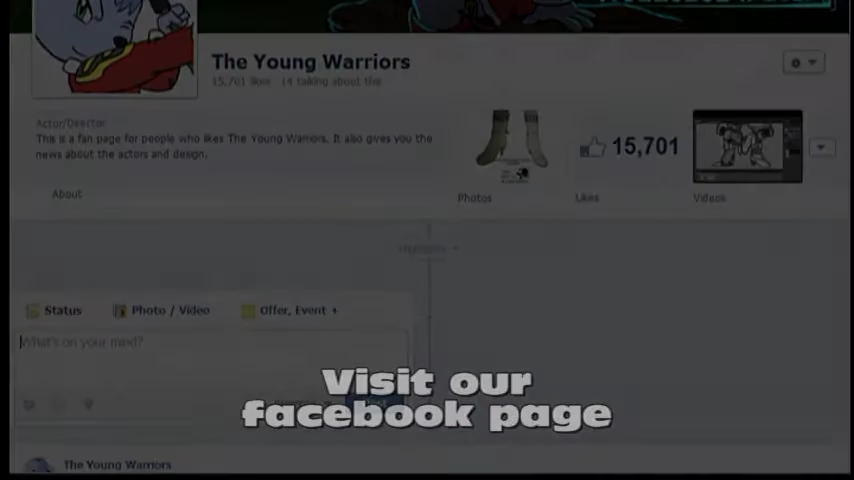 The Young Warriors
15,701 likes · 14 talking about this
Actor/Director
This is a fan page for people who likes The Young Warriors. It also gives you the
news about the actors and design.
About
Photos
15,701
Likes
Videos
Highlights
Status
Photo / Video
Offer, Event +
What's on your mind?
Visit our
facebook page
The Young Warriors